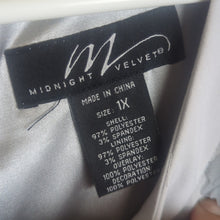 m
MIDNIGHT VELVET®
MADE IN CHINA
SIZE: 1X
SHELL:
97% POLYESTER
3% SPANDEX
LINING:
97% POLYESTER
3% SPANDEX
OVERLAY:
100% POLYESTER
DECORATION:
100% POLYESTER